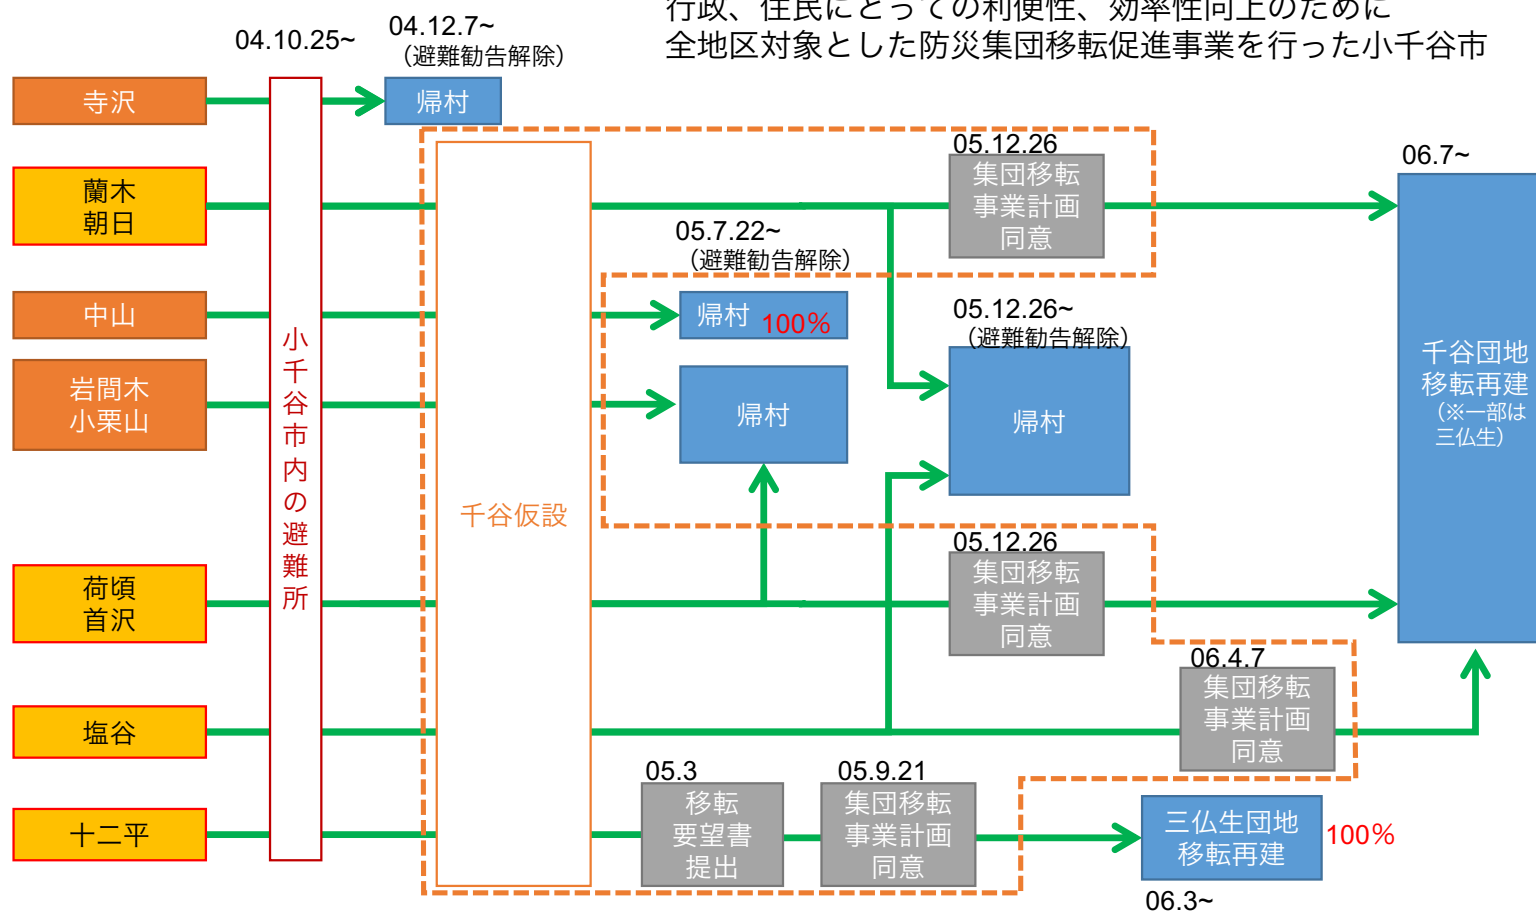 行政、住民にとっての利便性、効率性向上のために
全地区対象とした防災集団移転促進事業を行った小千谷市
04.10.25~
04.12.7~
（避難勧告解除）
寺沢
帰村
蘭木
朝日
中山
岩間木
小栗山
荷頃
首沢
塩谷
十二平
小千谷市内の避難所
千谷仮設
05.12.26
集団移転
事業計画
同意
05.7.22~
（避難勧告解除）
帰村 100%
帰村
05.12.26~
（避難勧告解除）
帰村
05.12.26
集団移転
事業計画
同意
06.4.7
集団移転
事業計画
同意
05.3
移転
要望書
提出
05.9.21
集団移転
事業計画
同意
三仏生団地
移転再建
100%
06.3~
06.7~
千谷団地
移転再建
（※一部は
三仏生）